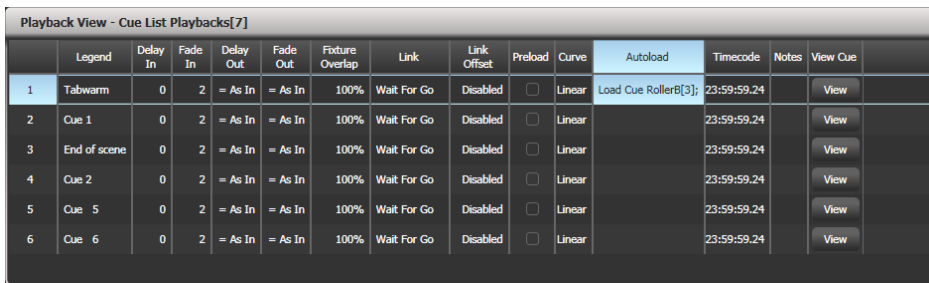 Playback View - Cue List Playbacks[7]
Legend Delay In Fade In Delay Out Fade Out Fixture Overlap Link Link Offset Preload Curve Autoload Timecode Notes View Cue
1 Tabwarm 0 2 = As In = As In 100% Wait For Go Disabled Linear Load Cue RollerB[3]; 23:59:59.24 View
2 Cue 1 0 2 = As In = As In 100% Wait For Go Disabled Linear 23:59:59.24 View
3 End of scene 0 2 = As In = As In 100% Wait For Go Disabled Linear 23:59:59.24 View
4 Cue 2 0 2 = As In = As In 100% Wait For Go Disabled Linear 23:59:59.24 View
5 Cue 5 0 2 = As In = As In 100% Wait For Go Disabled Linear 23:59:59.24 View
6 Cue 6 0 2 = As In = As In 100% Wait For Go Disabled Linear 23:59:59.24 View